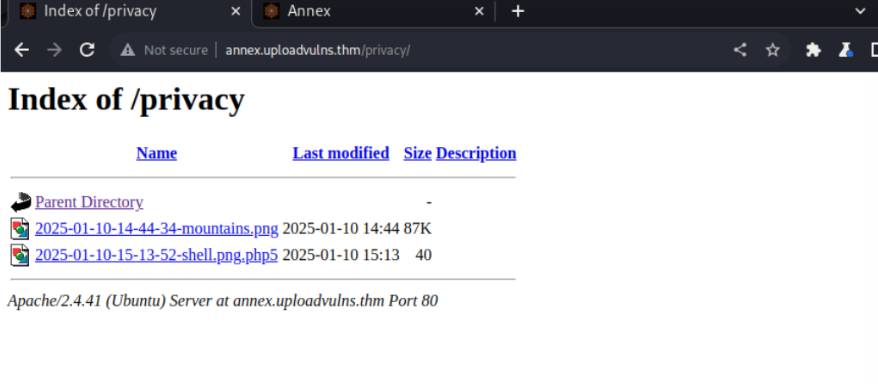 Index of /privacy
Annex
Not secure annex.uploadvulns.thm/privacy/
Index of /privacy
Name Last modified Size Description
Parent Directory -
2025-01-10-14-44-34-mountains.png 2025-01-10 14:44 87K
2025-01-10-15-13-52-shell.png.php5 2025-01-10 15:13 40
Apache/2.4.41 (Ubuntu) Server at annex.uploadvulns.thm Port 80